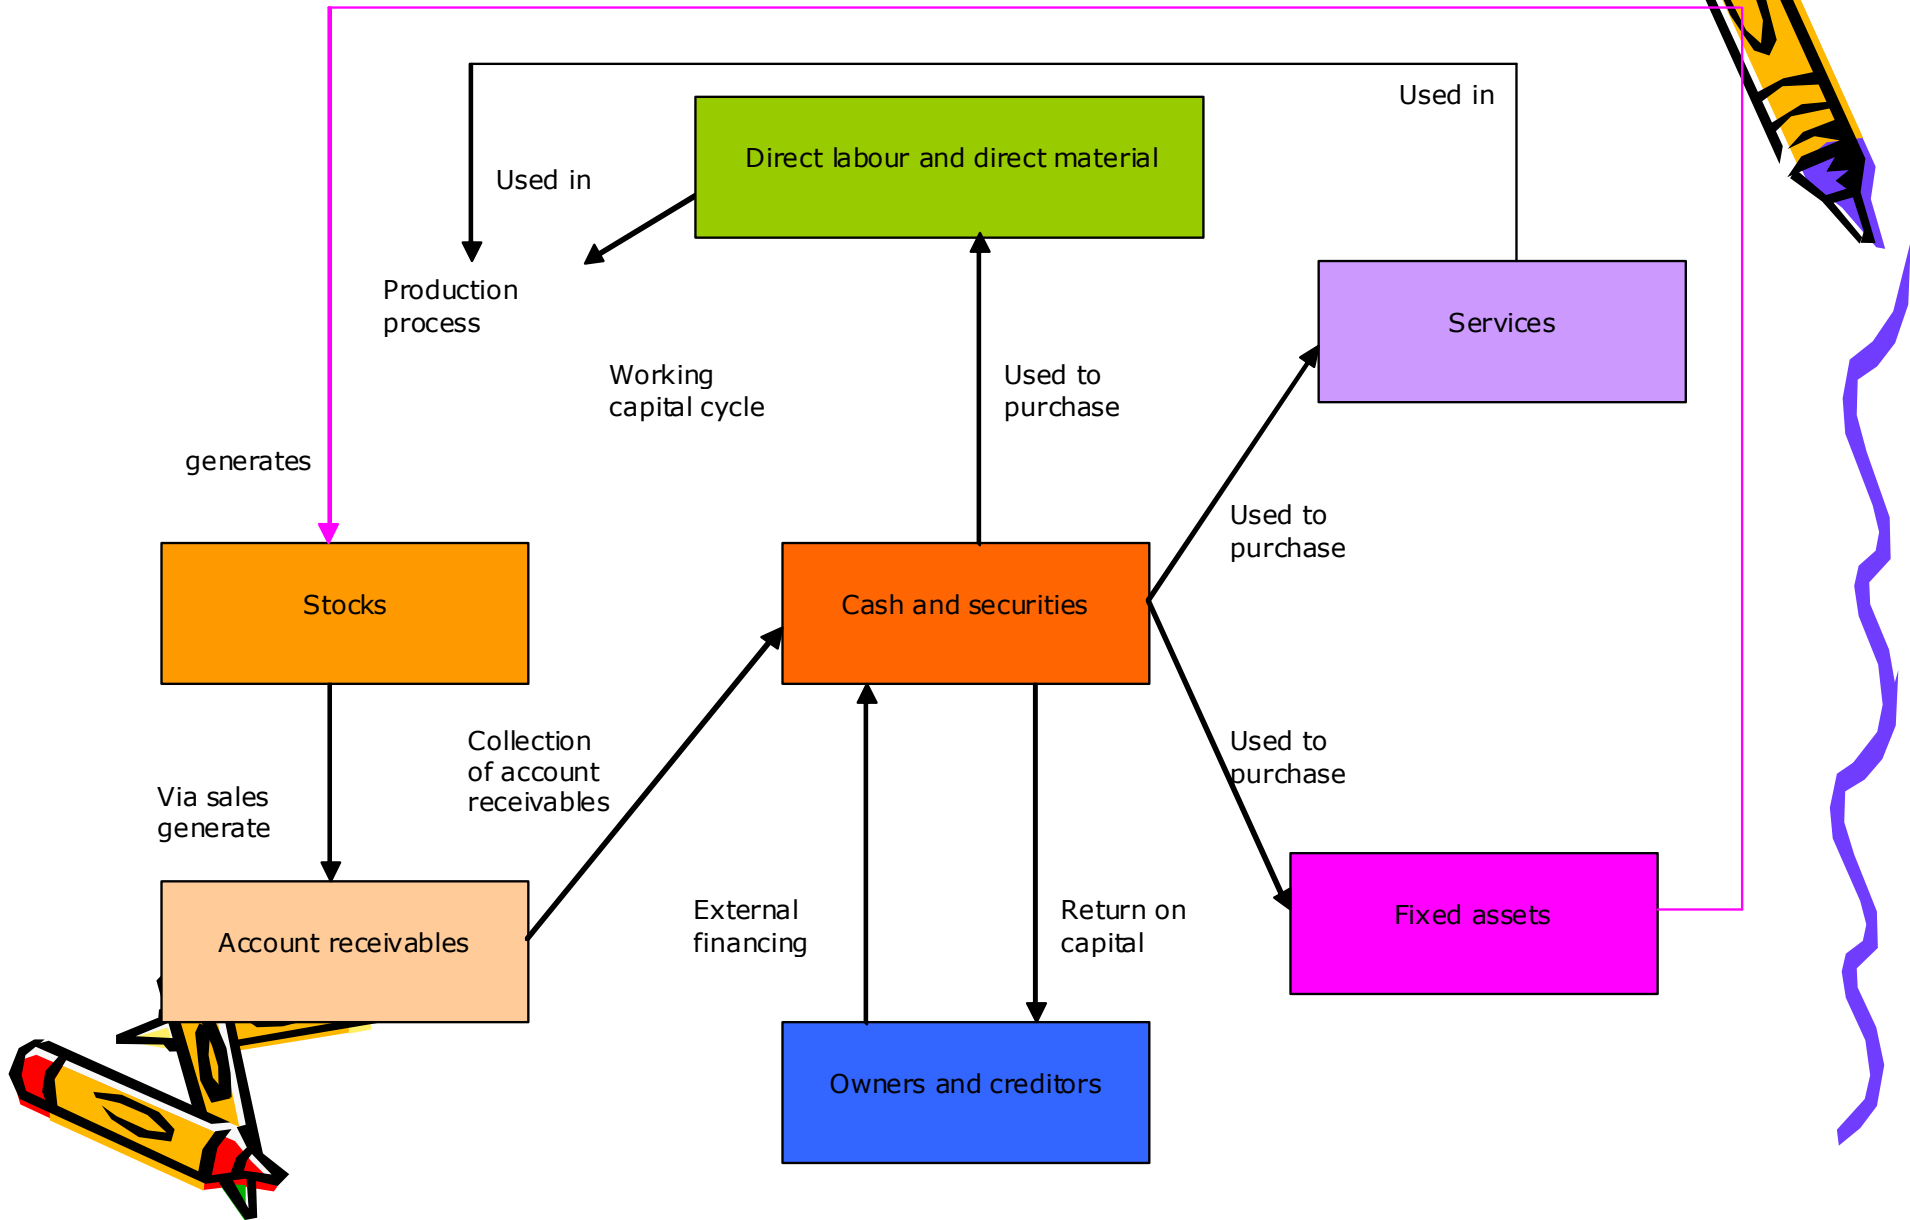 Used in
Direct labour and direct material
Used in
Production
process
Services
Working
capital cycle
Used to
purchase
generates
Used to
purchase
Stocks
Cash and securities
Collection
of account
receivables
Used to
purchase
Via sales
generate
External
financing
Return on
capital
Fixed assets
Account receivables
Owners and creditors